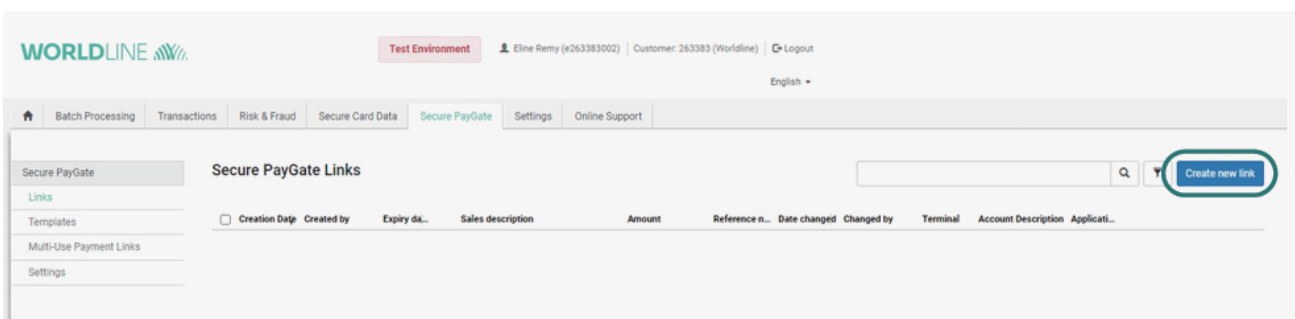 WORLDLINE
Test Environment
Eline Remy (e263383002) Customer: 263383 (Worldline) Logout
English
Batch Processing Transactions Risk & Fraud Secure Card Data Secure PayGate Settings Online Support
Secure PayGate
Links
Templates
Multi-Use Payment Links
Settings
Secure PayGate Links
Create new link
Creation Date Created by Expiry da... Sales description Amount Reference n... Date changed Changed by Terminal Account Description Applicati...